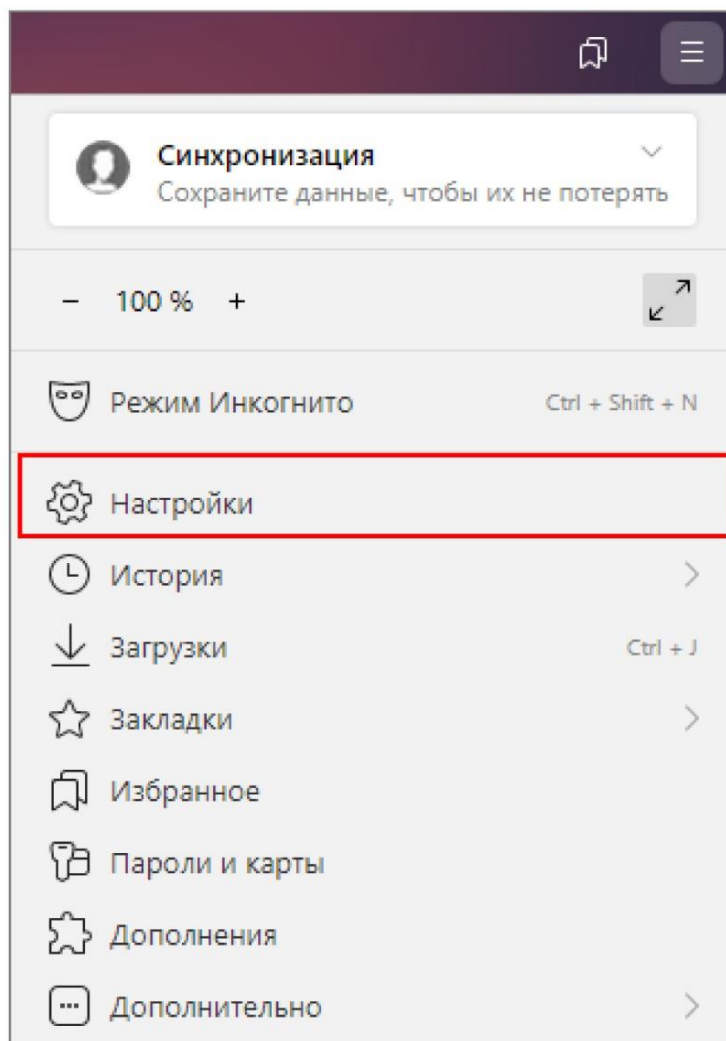 Синхронизация
Сохраните данные, чтобы их не потерять
− 100 % +
Режим Инкогнито Ctrl + Shift + N
Настройки
История
Загрузки Ctrl + J
Закладки
Избранное
Пароли и карты
Дополнения
Дополнительно